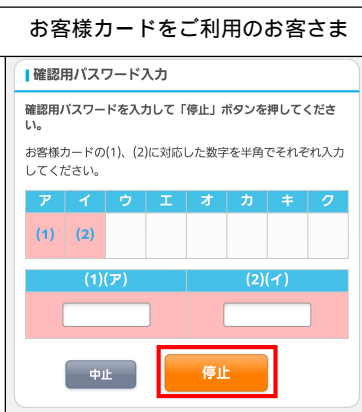 お客様カードをご利用のお客さま
確認用パスワード入力
確認用パスワードを入力して「停止」ボタンを押してくださ
い。
お客様カードの(1)、(2)に対応した数字を半角でそれぞれ入力
してください。
ア イ ウ エ オ カ キ ク
(1) (2)
(1)(ア) (2)(イ)
中止 停止